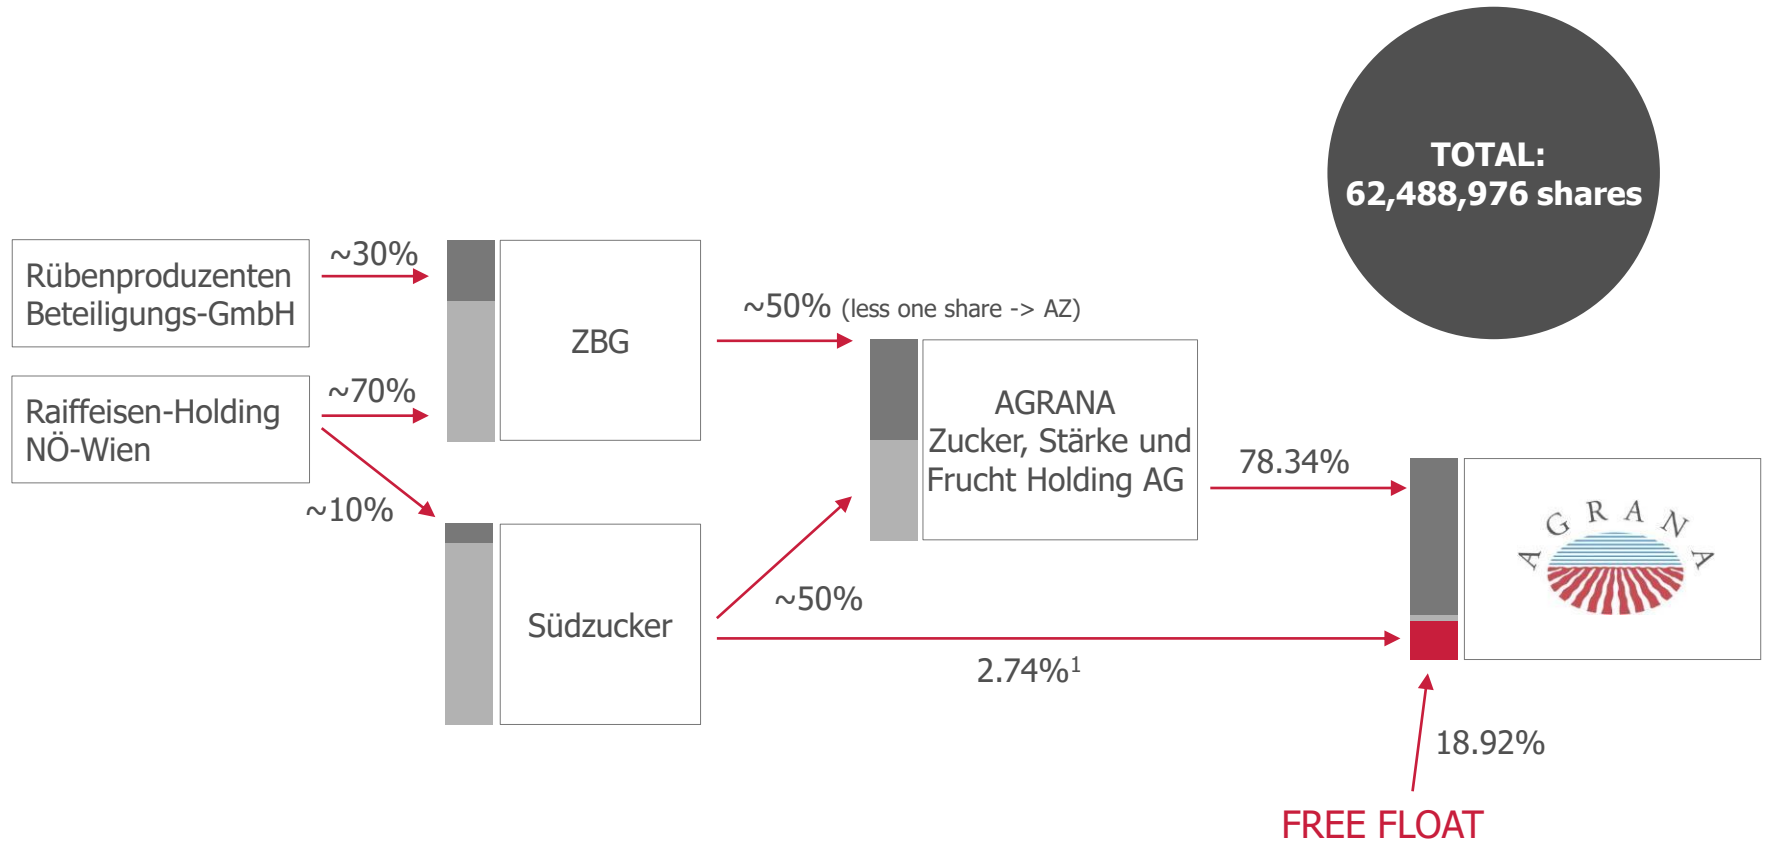 TOTAL:
62,488,976 shares
Rübenproduzenten
Beteiligungs-GmbH
~30%
Raiffeisen-Holding
NÖ-Wien
~70%
~10%
ZBG
~50% (less one share -> AZ)
Südzucker
~50%
AGRANA
Zucker, Stärke und
Frucht Holding AG
78.34%
2.74%¹
AGRANA
18.92%
FREE FLOAT